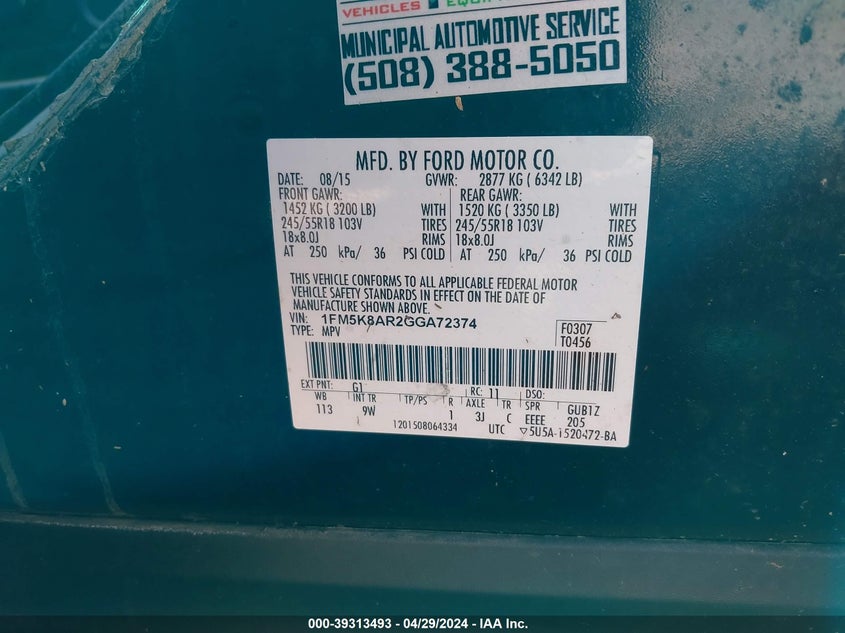 VEHICLES
MUNICIPAL AUTOMOTIVE SERVICE
(508) 388-5050
MFD. BY FORD MOTOR CO.
DATE: 08/15 GVWR: 2877 KG ( 6342 LB)
FRONT GAWR: REAR GAWR:
1452 KG ( 3200 LB) WITH 1520 KG ( 3350 LB) WITH
245/55R18 103V TIRES 245/55R18 103V TIRES
18x8.0J RIMS 18x8.0J RIMS
AT 250 kPa/ 36 PSI COLD AT 250 kPa/ 36 PSI COLD
THIS VEHICLE CONFORMS TO ALL APPLICABLE FEDERAL MOTOR
VEHICLE SAFETY STANDARDS IN EFFECT ON THE DATE OF
MANUFACTURE SHOWN ABOVE.
VIN: 1FM5K8AR2GGA72374 F0307
TYPE: MPV T0456
EXT PNT: G1 RC: 11 DSO:
WB INT TR TP/PS R AXLE TR SPR GUB1Z
113 9W 1 3J C EEEE 205
1201508064334 UTC ▽5U5A-1520472-BA
000-39313493 - 04/29/2024 - IAA Inc.